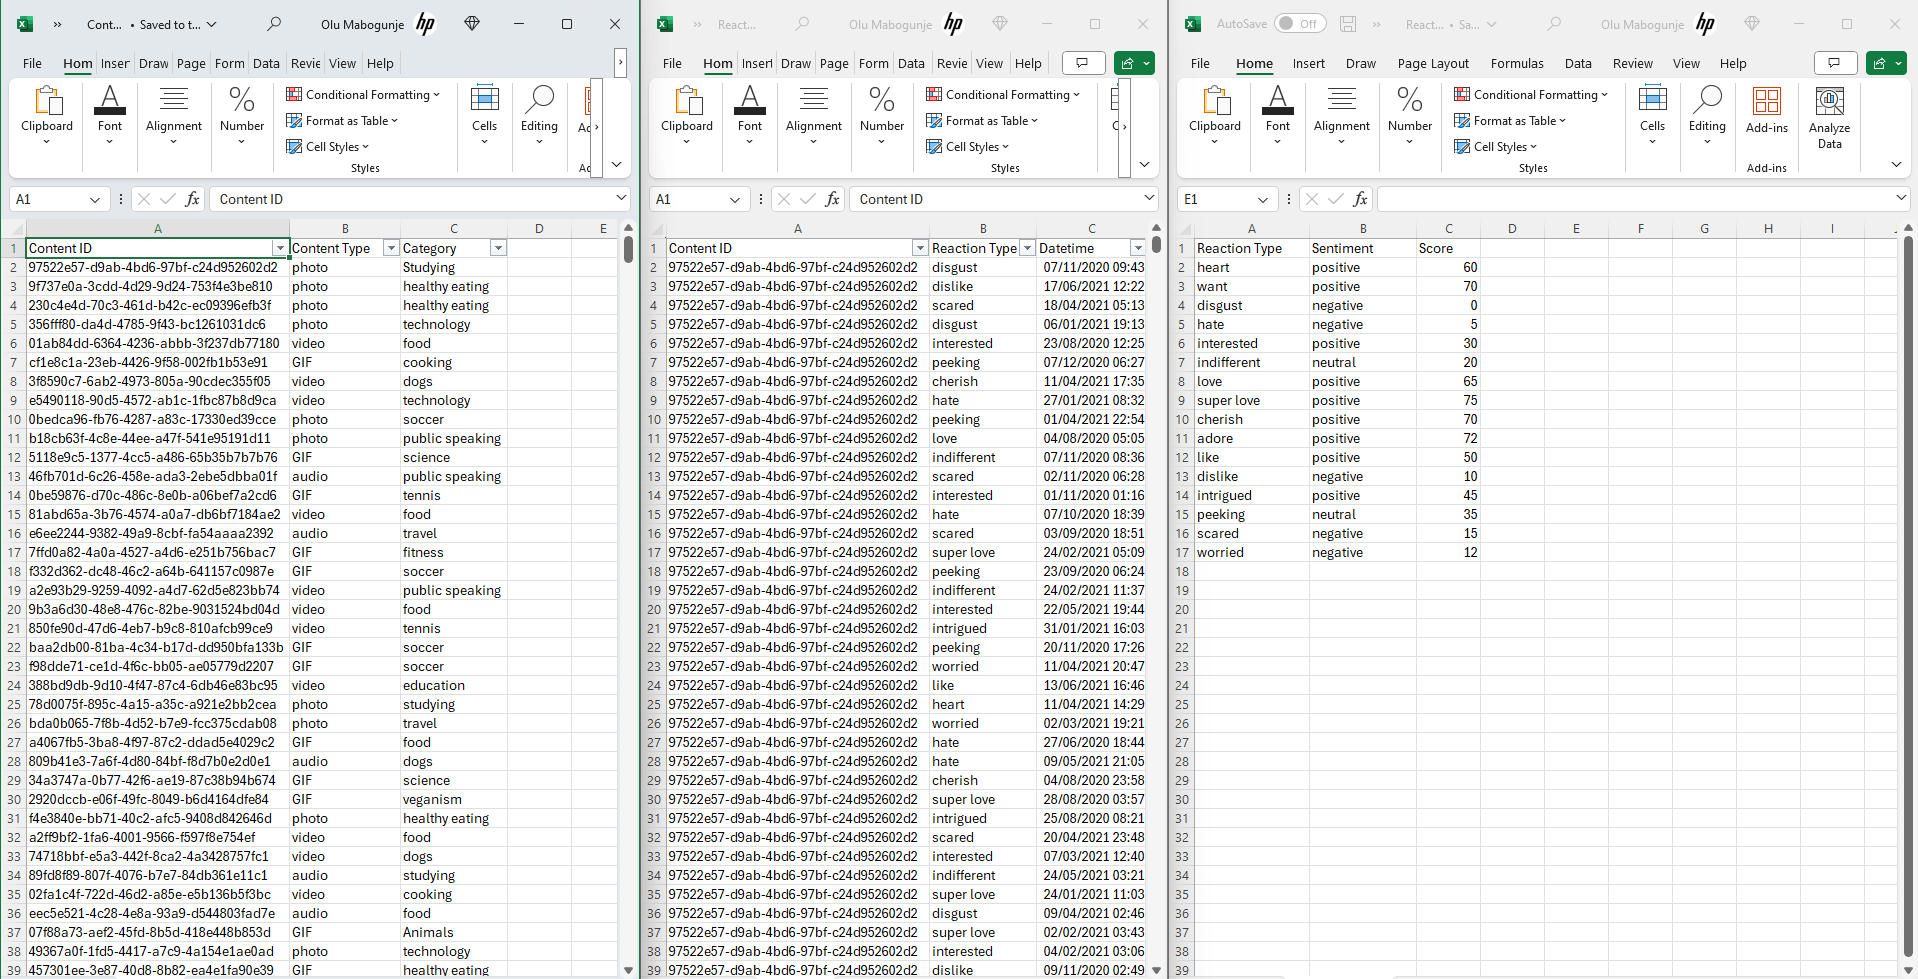 Cont... • Saved to t...
Olu Mabogunje
File Hom Inser Draw Page Form Data Revie View Help
Clipboard Font Alignment Number Conditional Formatting Format as Table Cell Styles Styles Cells Editing
A1 fx Content ID
A B C D E
1 Content ID Content Type Category
2 97522e57-d9ab-4bd6-97bf-c24d952602d2 photo Studying
3 9f737e0a-3cdd-4d29-9d24-753f4e3be810 photo healthy eating
4 230c4e4d-70c3-461d-b42c-ec09396efb3f photo healthy eating
5 356fff80-da4d-4785-9f43-bc1261031dc6 photo technology
6 01ab84dd-6364-4236-abbb-3f237db77180 video food
7 cf1e8c1a-23eb-4426-9f58-002fb1b53e91 GIF cooking
8 3f8590c7-6ab2-4973-805a-90cdec355f05 video dogs
9 e5490118-90d5-4572-ab1c-1fbc87b8d9ca video technology
10 0bedca96-fb76-4287-a83c-17330ed39cce photo soccer
11 b18cb63f-4c8e-44ee-a47f-541e95191d11 photo public speaking
12 5118e9c5-1377-4cc5-a486-65b35b7b7b76 GIF science
13 46fb701d-6c26-458e-ada3-2ebe5dbba01f audio public speaking
14 0be59876-d70c-486c-8e0b-a06bef7a2cd6 GIF tennis
15 81abd65a-3b76-4574-a0a7-db6bf7184ae2 video food
16 e6ee2244-9382-49a9-8cbf-fa54aaaa2392 audio travel
17 7ffd0a82-4a0a-4527-a4d6-e251b756bac7 GIF fitness
18 f332d362-dc48-46c2-a64b-641157c0987e GIF soccer
19 a2e93b29-9259-4092-a4d7-62d5e823bb74 video public speaking
20 9b3a6d30-48e8-476c-82be-9031524bd04d video food
21 850fe90d-47d6-4eb7-b9c8-810afcb99ce9 video tennis
22 baa2db00-81ba-4c34-b17d-dd950bfa133b GIF soccer
23 f98dde71-ce1d-4f6c-bb05-ae05779d2207 GIF soccer
24 388bd9db-9d10-4f47-87c4-6db46e83bc95 video education
25 78d0075f-895c-4a15-a35c-a921e2bb2cea photo studying
26 bda0b065-7f8b-4d52-b7e9-fcc375cdab08 photo travel
27 a4067fb5-3ba8-4f97-87c2-ddad5e4029c2 GIF food
28 809b41e3-7a6f-4d80-84bf-f8d7b0e2d0e1 audio dogs
29 34a3747a-0b77-42f6-ae19-87c38b94b674 GIF science
30 2920dccb-e06f-49fc-8049-b6d4164dfe84 GIF veganism
31 f4e3840e-bb71-40c2-afc5-9408d842646d photo healthy eating
32 a2ff9bf2-1fa6-4001-9566-f597f8e754ef video food
33 74718bbf-e5a3-442f-8ca2-4a3428757fc1 video dogs
34 89fd8f89-807f-4076-b7e7-84db361e11c1 audio studying
35 02fa1c4f-722d-46d2-a85e-e5b136b5f3bc video cooking
36 eec5e521-4c28-4e8a-93a9-d544803fad7e audio food
37 07f88a73-aef2-45fd-8b5d-418e448b853d GIF Animals
38 49367a0f-1fd5-4417-a7c9-4a154e1ae0ad photo technology
39 457301ee-3e87-40d8-8b82-ea4e1fa90e39 GIF healthy eating
React...
Olu Mabogunje
File Hom Insert Draw Page Form Data Revie View Help
Clipboard Font Alignment Number Conditional Formatting Format as Table Cell Styles Styles
A1 fx Content ID
A B C
1 Content ID Reaction Type Datetime
2 97522e57-d9ab-4bd6-97bf-c24d952602d2 disgust 07/11/2020 09:43
3 97522e57-d9ab-4bd6-97bf-c24d952602d2 dislike 17/06/2021 12:22
4 97522e57-d9ab-4bd6-97bf-c24d952602d2 scared 18/04/2021 05:13
5 97522e57-d9ab-4bd6-97bf-c24d952602d2 disgust 06/01/2021 19:13
6 97522e57-d9ab-4bd6-97bf-c24d952602d2 interested 23/08/2020 12:25
7 97522e57-d9ab-4bd6-97bf-c24d952602d2 peeking 07/12/2020 06:27
8 97522e57-d9ab-4bd6-97bf-c24d952602d2 cherish 11/04/2021 17:35
9 97522e57-d9ab-4bd6-97bf-c24d952602d2 hate 27/01/2021 08:32
10 97522e57-d9ab-4bd6-97bf-c24d952602d2 peeking 01/04/2021 22:54
11 97522e57-d9ab-4bd6-97bf-c24d952602d2 love 04/08/2020 05:05
12 97522e57-d9ab-4bd6-97bf-c24d952602d2 indifferent 07/11/2020 08:36
13 97522e57-d9ab-4bd6-97bf-c24d952602d2 scared 02/11/2020 06:28
14 97522e57-d9ab-4bd6-97bf-c24d952602d2 interested 01/11/2020 01:16
15 97522e57-d9ab-4bd6-97bf-c24d952602d2 hate 07/10/2020 18:39
16 97522e57-d9ab-4bd6-97bf-c24d952602d2 scared 03/09/2020 18:51
17 97522e57-d9ab-4bd6-97bf-c24d952602d2 super love 24/02/2021 05:09
18 97522e57-d9ab-4bd6-97bf-c24d952602d2 peeking 23/09/2020 06:24
19 97522e57-d9ab-4bd6-97bf-c24d952602d2 indifferent 24/02/2021 11:37
20 97522e57-d9ab-4bd6-97bf-c24d952602d2 interested 22/05/2021 19:44
21 97522e57-d9ab-4bd6-97bf-c24d952602d2 intrigued 31/01/2021 16:03
22 97522e57-d9ab-4bd6-97bf-c24d952602d2 peeking 20/11/2020 17:26
23 97522e57-d9ab-4bd6-97bf-c24d952602d2 worried 11/04/2021 20:47
24 97522e57-d9ab-4bd6-97bf-c24d952602d2 like 13/06/2021 16:46
25 97522e57-d9ab-4bd6-97bf-c24d952602d2 heart 11/04/2021 14:29
26 97522e57-d9ab-4bd6-97bf-c24d952602d2 worried 02/03/2021 19:21
27 97522e57-d9ab-4bd6-97bf-c24d952602d2 hate 27/06/2020 18:44
28 97522e57-d9ab-4bd6-97bf-c24d952602d2 hate 09/05/2021 21:05
29 97522e57-d9ab-4bd6-97bf-c24d952602d2 cherish 04/08/2020 23:58
30 97522e57-d9ab-4bd6-97bf-c24d952602d2 super love 28/08/2020 03:57
31 97522e57-d9ab-4bd6-97bf-c24d952602d2 intrigued 25/08/2020 08:21
32 97522e57-d9ab-4bd6-97bf-c24d952602d2 scared 20/04/2021 23:48
33 97522e57-d9ab-4bd6-97bf-c24d952602d2 interested 07/03/2021 12:40
34 97522e57-d9ab-4bd6-97bf-c24d952602d2 indifferent 24/05/2021 03:21
35 97522e57-d9ab-4bd6-97bf-c24d952602d2 super love 24/01/2021 11:03
36 97522e57-d9ab-4bd6-97bf-c24d952602d2 disgust 09/04/2021 02:46
37 97522e57-d9ab-4bd6-97bf-c24d952602d2 super love 02/02/2021 03:43
38 97522e57-d9ab-4bd6-97bf-c24d952602d2 interested 04/02/2021 03:06
39 97522e57-d9ab-4bd6-97bf-c24d952602d2 dislike 09/11/2020 02:49
AutoSave Off React... • Sa...
Olu Mabogunje
File Home Insert Draw Page Layout Formulas Data Review View Help
Clipboard Font Alignment Number Conditional Formatting Format as Table Cell Styles Styles Cells Editing Add-ins Add-ins Analyze Data
E1 fx
A B C D E F G H I
1 Reaction Type Sentiment Score
2 heart positive 60
3 want positive 70
4 disgust negative 0
5 hate negative 5
6 interested positive 30
7 indifferent neutral 20
8 love positive 65
9 super love positive 75
10 cherish positive 70
11 adore positive 72
12 like positive 50
13 dislike negative 10
14 intrigued positive 45
15 peeking neutral 35
16 scared negative 15
17 worried negative 12
18
19
20
21
22
23
24
25
26
27
28
29
30
31
32
33
34
35
36
37
38
39